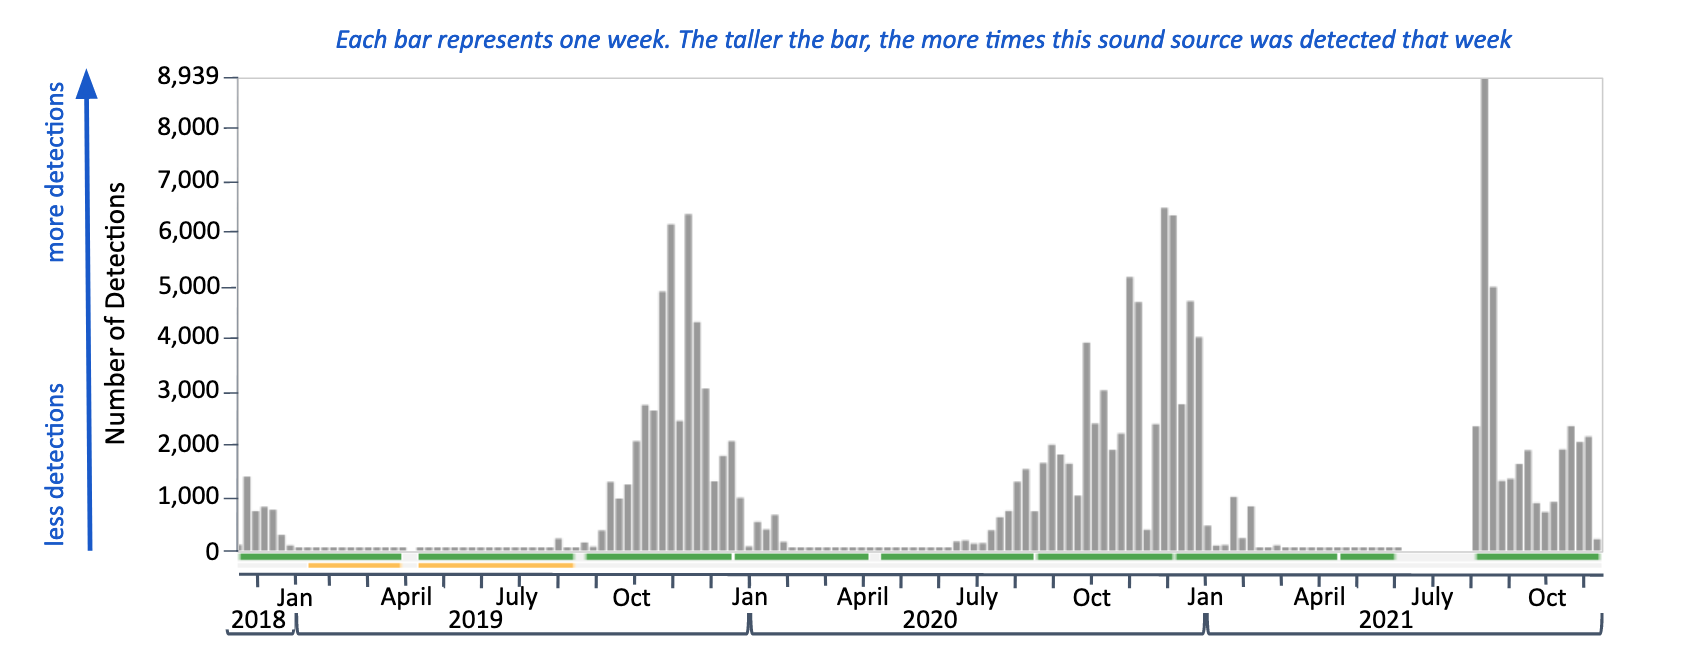 Each bar represents one week. The taller the bar, the more times this sound source was detected that week
more detections
less detections
Number of Detections
8,939
8,000
7,000
6,000
5,000
4,000
3,000
2,000
1,000
0
Jan April July Oct Jan April July Oct Jan April July Oct
2018 2019 2020 2021